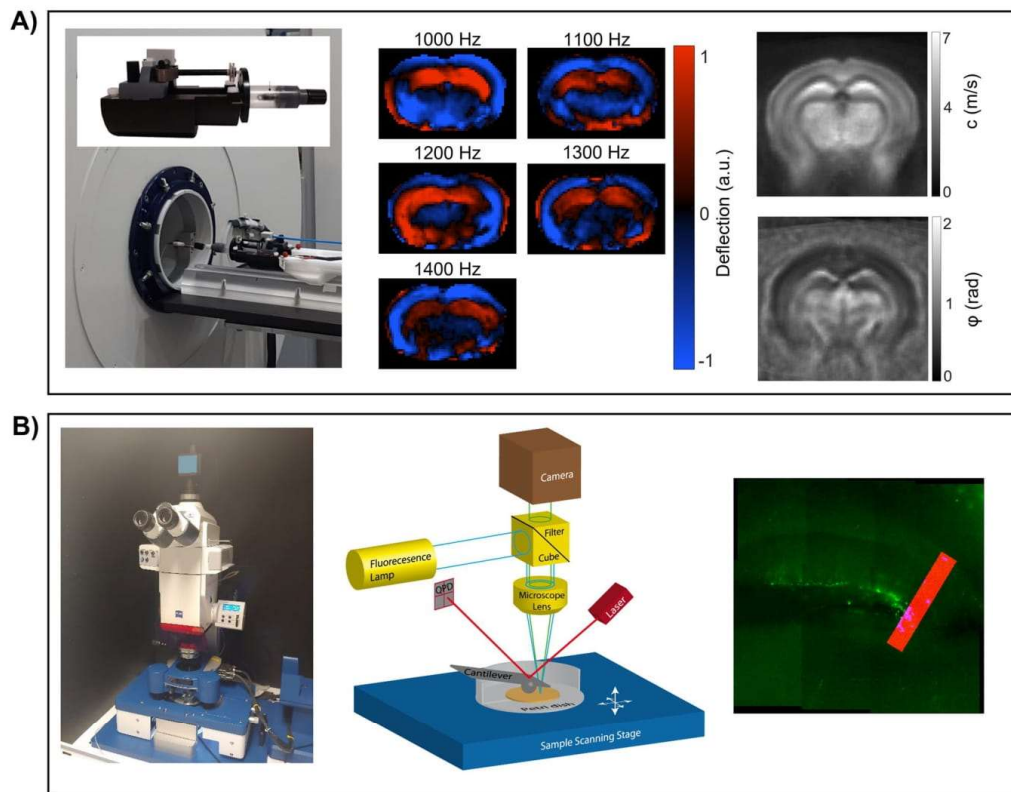 A)
1000 Hz
1100 Hz
1200 Hz
1300 Hz
1400 Hz
1
0
-1
Deflection (a.u.)
7
4
0
c (m/s)
2
1
0
φ (rad)
B)
Camera
Filter
Cube
Fluorecesence
Lamp
QPD
Microscope
Lens
Laser
Cantilever
Petri dish
Sample Scanning Stage